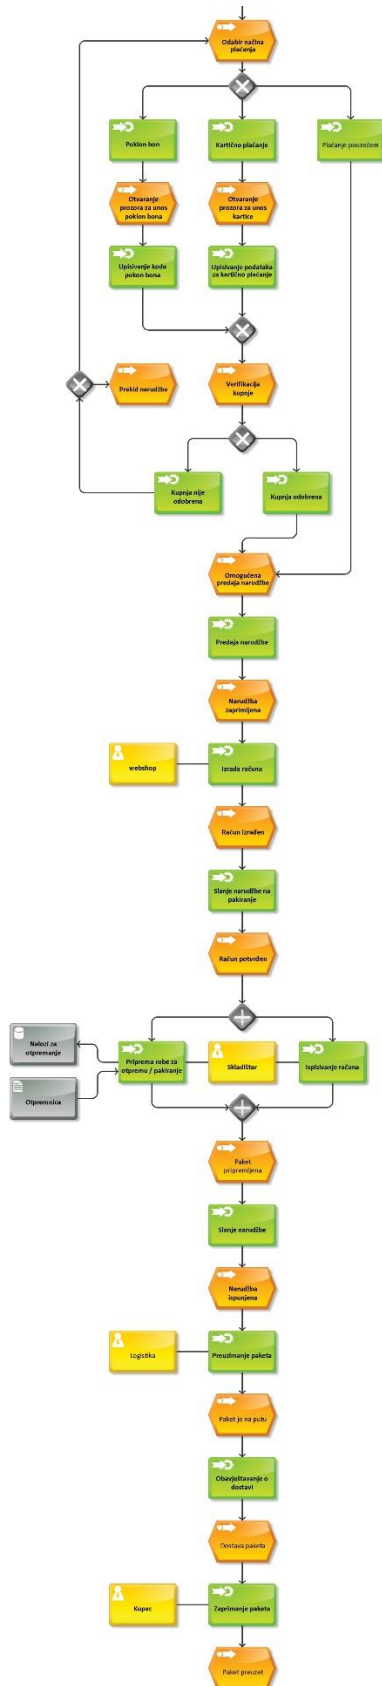 Odabir načina
plaćanja
Poklon bon
Kartično plaćanje
Plaćanje pouzećem
Otvaranje
prozora za unos
poklon bona
Otvaranje
prozora za unos
kartice
Upisivanje koda
poklon bona
Upisivanje podataka
za kartično plaćanje
Prekid narudžbe
Verifikacija
kupnje
Kupnja nije
odobrena
Kupnja odobrena
Omogućena
predaja narudžbe
Predaja narudžbe
Narudžba
zaprimljena
webshop
Izrada računa
Račun izrađen
Slanje narudžbe na
pakiranje
Račun potvrđen
Nalozi za
otpremanje
Priprema robe za
otpremu / pakiranje
Skladištar
Ispisivanje računa
Otpremnica
Paket
pripremljena
Slanje narudžbe
Narudžba
ispunjena
Logistika
Preuzimanje paketa
Paket je na putu
Obavještavanje o
dostavi
Dostava paketa
Kupac
Zaprimanje paketa
Paket preuzet